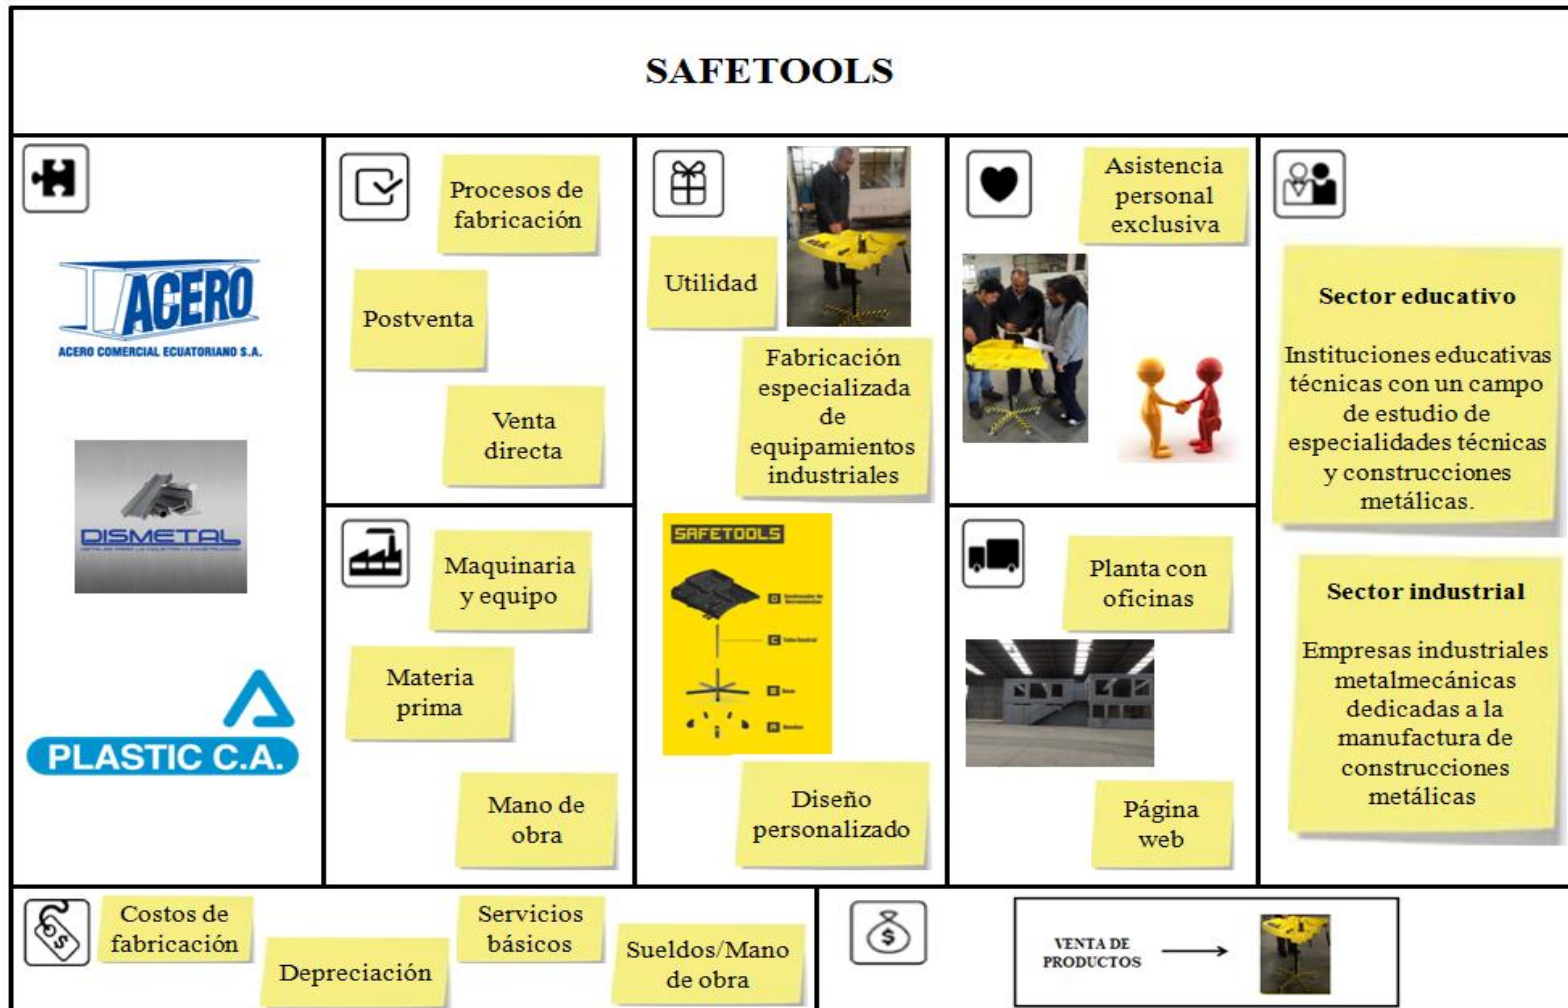 SAFETOOLS
ACERO
ACERO COMERCIAL ECUATORIANO S.A.
DISMETAL
PLASTIC C.A.
Procesos de
fabricación
Postventa
Venta
directa
Maquinaria
y equipo
Materia
prima
Mano de
obra
Utilidad
Fabricación
especializada
de
equipamientos
industriales
SAFETOOLS
D
C
B
Base
A
Diseño
personalizado
Asistencia
personal
exclusiva
Planta con
oficinas
Página
web
Sector educativo
Instituciones educativas
técnicas con un campo
de estudio de
especialidades técnicas
y construcciones
metálicas.
Sector industrial
Empresas industriales
metalmecánicas
dedicadas a la
manufactura de
construcciones
metálicas
$
Costos de
fabricación
Depreciación
Servicios
básicos
Sueldos/Mano
de obra
$
VENTA DE
PRODUCTOS